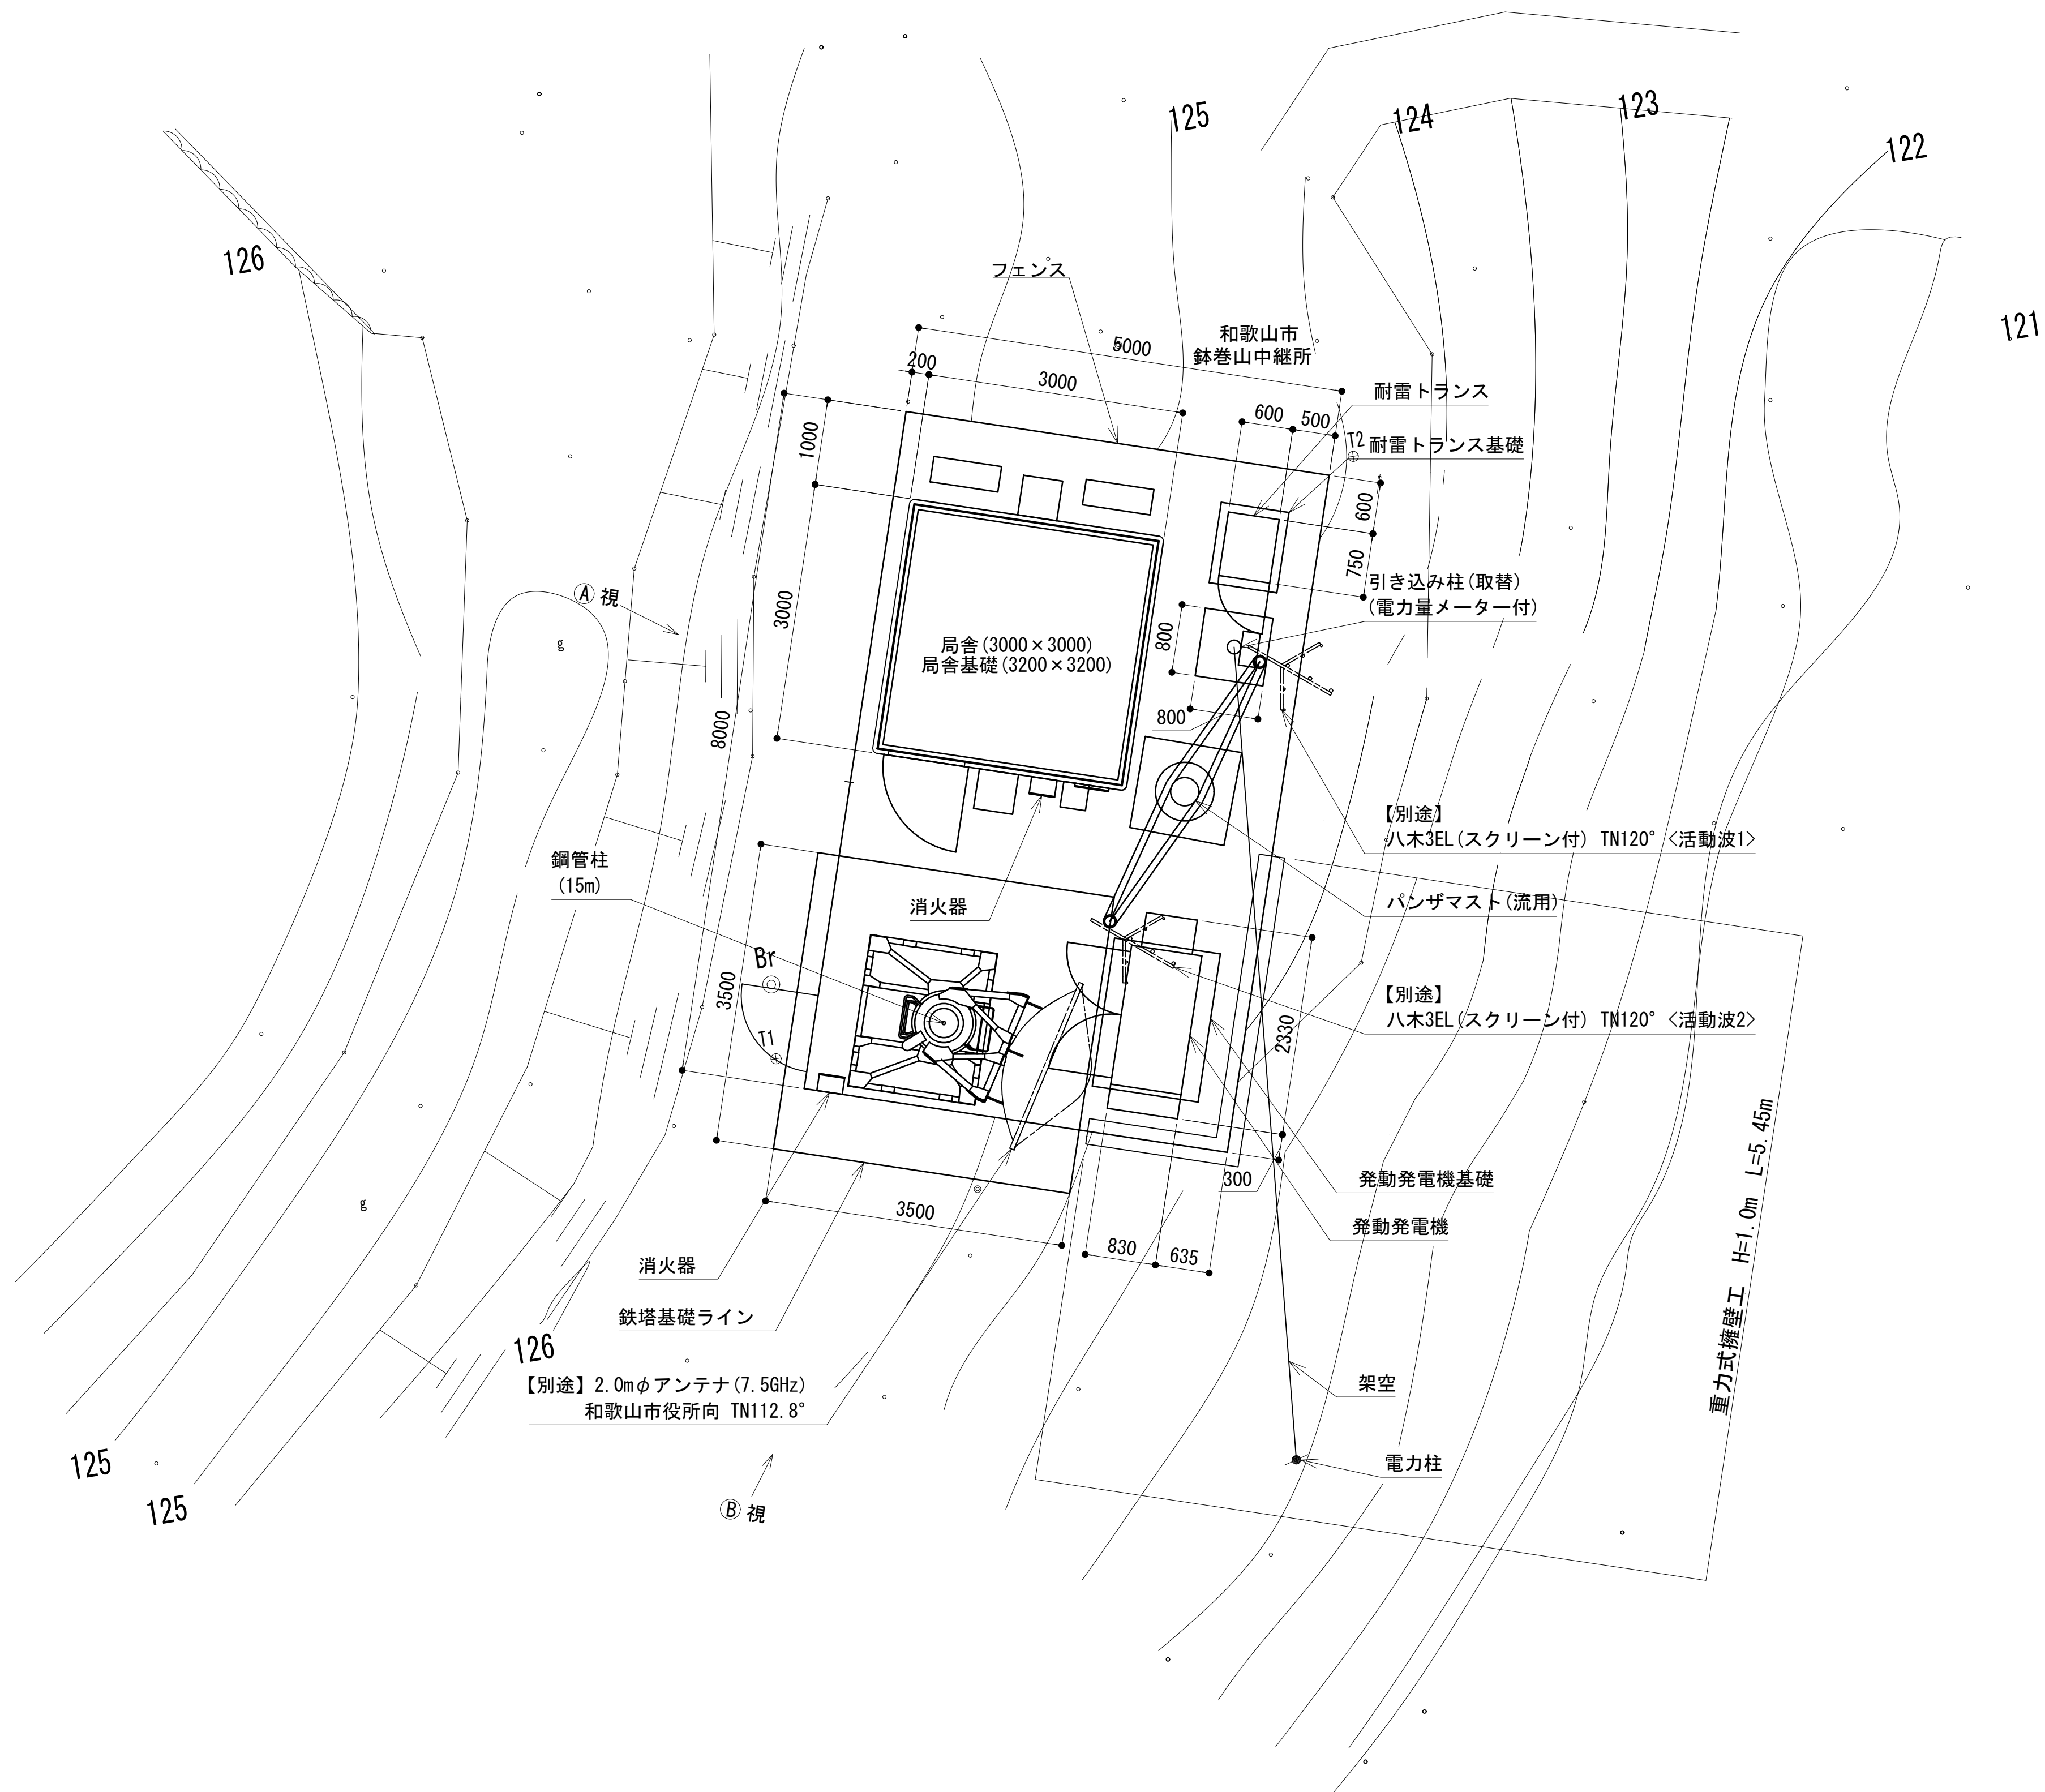 125
124
123
122
126
121
フェンス
和歌山市
鉢巻山中継所
5000
200
3000
耐雷トランス
600
500
1000
T2
耐雷トランス基礎
600
750
引き込み柱(取替)
(電力量メーター付)
Ⓐ 視
g
3000
800
局舎(3000×3000)
局舎基礎(3200×3200)
8000
800
【別途】
八木3EL(スクリーン付) TN120° <活動波1>
鋼管柱
(15m)
消火器
パンザマスト(流用)
Br
3500
【別途】
八木3EL(スクリーン付) TN120° <活動波2>
T1
2330
重力式擁壁工 H=1.0m L=5.45m
g
300
発動発電機基礎
3500
発動発電機
830
635
消火器
鉄塔基礎ライン
126
【別途】2.0mφアンテナ(7.5GHz)
和歌山市役所向 TN112.8°
架空
電力柱
125
125
Ⓑ 視